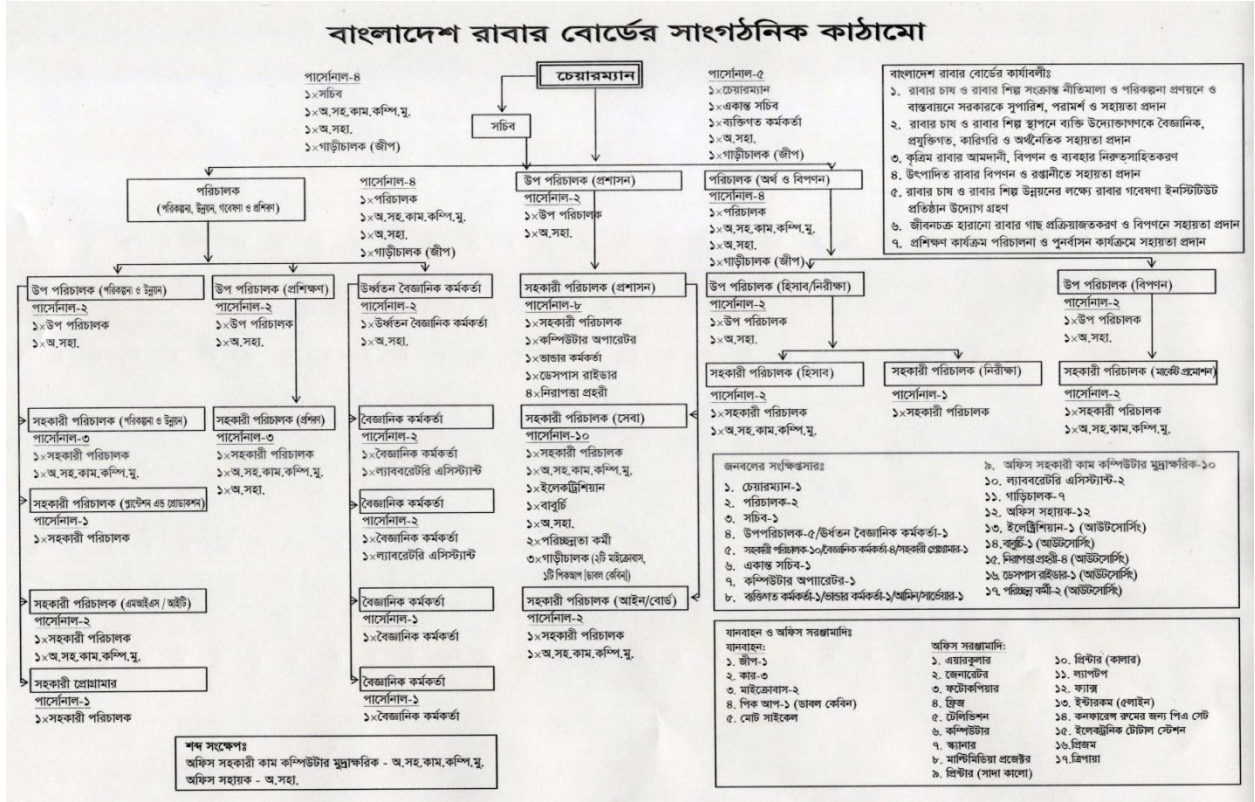 বাংলাদেশ রাবার বোর্ডের সাংগঠনিক কাঠামো
চেয়ারম্যান
পার্সোনাল-৪
১×সচিব
১×অ.সহ.কাম.কম্পি.মু.
১×অ.সহা.
১×গাড়ীচালক (জীপ)
সচিব
পার্সোনাল-৫
১×চেয়ারম্যান
১×একান্ত সচিব
১×ব্যক্তিগত কর্মকর্তা
১×অ.সহা.
১×গাড়ীচালক (জীপ)
বাংলাদেশ রাবার বোর্ডের কার্যাবলীঃ
১. রাবার চাষ ও রাবার শিল্প সংক্রান্ত নীতিমালা ও পরিকল্পনা প্রণয়নে ও
বাস্তবায়নে সরকারকে সুপারিশ, পরামর্শ ও সহায়তা প্রদান
২. রাবার চাষ ও রাবার শিল্প স্থাপনে ব্যক্তি উদ্যোক্তাগণকে বৈজ্ঞানিক,
প্রযুক্তিগত, কারিগরি ও অর্থনৈতিক সহায়তা প্রদান
৩. কৃত্রিম রাবার আমদানী, বিপণন ও ব্যবহার নিরুত্সাহিতকরণ
৪. উৎপাদিত রাবার বিপণন ও রপ্তানীতে সহায়তা প্রদান
৫. রাবার চাষ ও রাবার শিল্প উন্নয়নের লক্ষ্যে রাবার গবেষণা ইনস্টিটিউট
প্রতিষ্ঠান উদ্যোগ গ্রহণ
৬. জীবনচক্র হারানো রাবার গাছ প্রক্রিয়াজতকরণ ও বিপণনে সহায়তা প্রদান
৭. প্রশিক্ষণ কার্যক্রম পরিচালনা ও পুনর্বাসন কার্যক্রমে সহায়তা প্রদান
পরিচালক
(পরিকল্পনা, উন্নয়ন, গবেষণা ও প্রশিক্ষণ)
পার্সোনাল-৪
১×পরিচালক
১×অ.সহ.কাম.কম্পি.মু.
১×অ.সহা.
১×গাড়ীচালক (জীপ)
উপ পরিচালক (প্রশাসন)
পার্সোনাল-২
১×উপ পরিচালক
১×অ.সহা.
পরিচালক (অর্থ ও বিপণন)
পার্সোনাল-৪
১×পরিচালক
১×অ.সহ.কাম.কম্পি.মু.
১×অ.সহা.
১×গাড়ীচালক (জীপ)
উপ পরিচালক (পরিকল্পনা ও উন্নয়ন)
পার্সোনাল-২
১×উপ পরিচালক
১×অ.সহা.
উপ পরিচালক (প্রশিক্ষণ)
পার্সোনাল-২
১×উপ পরিচালক
১×অ.সহা.
উর্ধ্বতন বৈজ্ঞানিক কর্মকর্তা
পার্সোনাল-২
১×উর্ধ্বতন বৈজ্ঞানিক কর্মকর্তা
১×অ.সহা.
সহকারী পরিচালক (প্রশাসন)
পার্সোনাল-৮
১×সহকারী পরিচালক
১×কম্পিউটার অপারেটর
১×ভান্ডার কর্মকর্তা
১×ডেসপাস রাইডার
৪×নিরাপত্তা প্রহরী
উপ পরিচালক (হিসাব/নিরীক্ষা)
পার্সোনাল-২
১×উপ পরিচালক
১×অ.সহা.
উপ পরিচালক (বিপণন)
পার্সোনাল-২
১×উপ পরিচালক
১×অ.সহা.
সহকারী পরিচালক (হিসাব)
পার্সোনাল-২
১×সহকারী পরিচালক
১×অ.সহ.কাম.কম্পি.মু.
সহকারী পরিচালক (নিরীক্ষা)
পার্সোনাল-১
১×সহকারী পরিচালক
সহকারী পরিচালক (মার্কেট প্রমোশন)
পার্সোনাল-২
১×সহকারী পরিচালক
১×অ.সহ.কাম.কম্পি.মু.
সহকারী পরিচালক (পরিকল্পনা ও উন্নয়ন)
পার্সোনাল-৩
১×সহকারী পরিচালক
১×অ.সহ.কাম.কম্পি.মু.
সহকারী পরিচালক (প্রশিক্ষণ)
পার্সোনাল-৩
১×সহকারী পরিচালক
১×অ.সহ.কাম.কম্পি.মু.
১×অ.সহা.
বৈজ্ঞানিক কর্মকর্তা
পার্সোনাল-২
১×বৈজ্ঞানিক কর্মকর্তা
১×ল্যাববরেটরি এসিস্ট্যান্ট
সহকারী পরিচালক (সেবা)
পার্সোনাল-১০
১×সহকারী পরিচালক
১×অ.সহ.কাম.কম্পি.মু.
১×ইলেকট্রিশিয়ান
১×বাবুর্চি
১×অ.সহা.
২×পরিচ্ছন্নতা কর্মী
৩×গাড়ীচালক (২টি মাইক্রোবাস,
১টি পিকআপ [ডাবল কেবিন])
সহকারী পরিচালক (প্লান্টেশন এন্ড প্রোডাকশন)
পার্সোনাল-১
১×সহকারী পরিচালক
বৈজ্ঞানিক কর্মকর্তা
পার্সোনাল-২
১×বৈজ্ঞানিক কর্মকর্তা
১×ল্যাবরেটরি এসিস্ট্যান্ট
সহকারী পরিচালক (এমআইএস / আইটি)
পার্সোনাল-২
১×সহকারী পরিচালক
১×অ.সহ.কাম.কম্পি.মু.
বৈজ্ঞানিক কর্মকর্তা
পার্সোনাল-১
১×বৈজ্ঞানিক কর্মকর্তা
সহকারী পরিচালক (আইন/বোর্ড)
পার্সোনাল-২
১×সহকারী পরিচালক
১×অ.সহ.কাম.কম্পি.মু.
সহকারী প্রোগ্রামার
পার্সোনাল-১
১×সহকারী পরিচালক
বৈজ্ঞানিক কর্মকর্তা
পার্সোনাল-১
১×বৈজ্ঞানিক কর্মকর্তা
জনবলের সংক্ষিপ্তসারঃ
১. চেয়ারম্যান-১
২. পরিচালক-২
৩. সচিব-১
৪. উপপরিচালক-৫/উর্ধতন বৈজ্ঞানিক কর্মকর্তা-১
৫. সহকারী পরিচালক-১০/বৈজ্ঞানিক কর্মকর্তা-৪/সহকারী প্রোগ্রামার-১
৬. একান্ত সচিব-১
৭. কম্পিউটার অপাারেটর-১
৮. ব্যক্তিগত কর্মকর্তা-১/ভান্ডার কর্মকর্তা-১/আমিন/সার্ভেয়ার-১
৯. অফিস সহকারী কাম কম্পিউটার মুদ্রাক্ষরিক-১০
১০. ল্যাববরেটরি এসিস্ট্যান্ট-২
১১. গাড়িচালক-৭
১২. অফিস সহায়ক-১২
১৩. ইলেক্ট্রিশিয়ান-১ (আউটসোর্সিং)
১৪. বাবুর্চি-১ (আউটসোর্সিং)
১৫. নিরাপত্তা প্রহরী-৪ (আউটসোর্সিং)
১৬. ডেসপাস রাইডার-১ (আউটসোর্সিং)
১৭. পরিচ্ছন্ন কর্মী-২ (আউটসোর্সিং)
যানবাহন ও অফিস সরঞ্জামাদিঃ
যানবাহন:
১. জীপ-১
২. কার-৩
৩. মাইক্রোবাস-২
৪. পিক আপ-১ (ডাবল কেবিন)
৫. মোট সাইকেল
অফিস সরঞ্জামাদি:
১. এয়ারকুলার
২. জেনারেটর
৩. ফটোকপিয়ার
৪. ফ্রিজ
৫. টেলিভিশন
৬. কম্পিউটার
৭. স্ক্যানার
৮. মাল্টিমিডিয়া প্রজেক্টর
৯. প্রিন্টার (সাদা কালো)
১০. প্রিন্টার (কালার)
১১. ল্যাপটপ
১২. ফ্যাক্স
১৩. ইন্টারকম (৫লাইন)
১৪. কনফারেন্স রুমের জন্য পিএ সেট
১৫. ইলেকট্রনিক টোটাল স্টেশন
১৬.প্রিজম
১৭.ত্রিপায়া
শব্দ সংক্ষেপঃ
অফিস সহকারী কাম কম্পিউটার মুদ্রাক্ষরিক - অ.সহ.কাম.কম্পি.মু.
অফিস সহায়ক - অ.সহা.